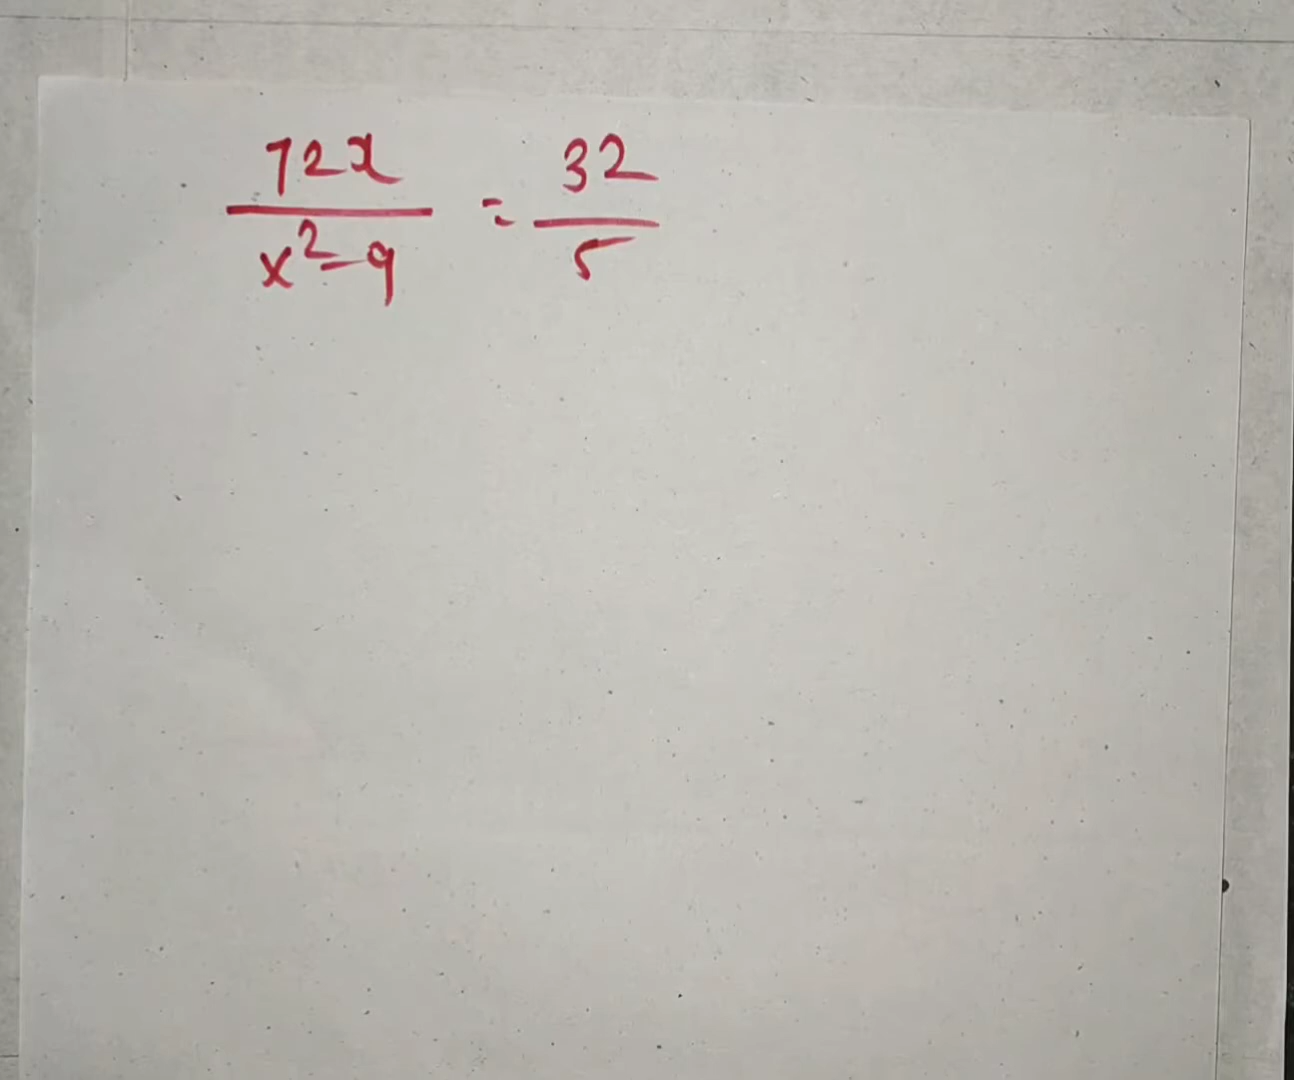 72x / x² - 9 = 32 / 5